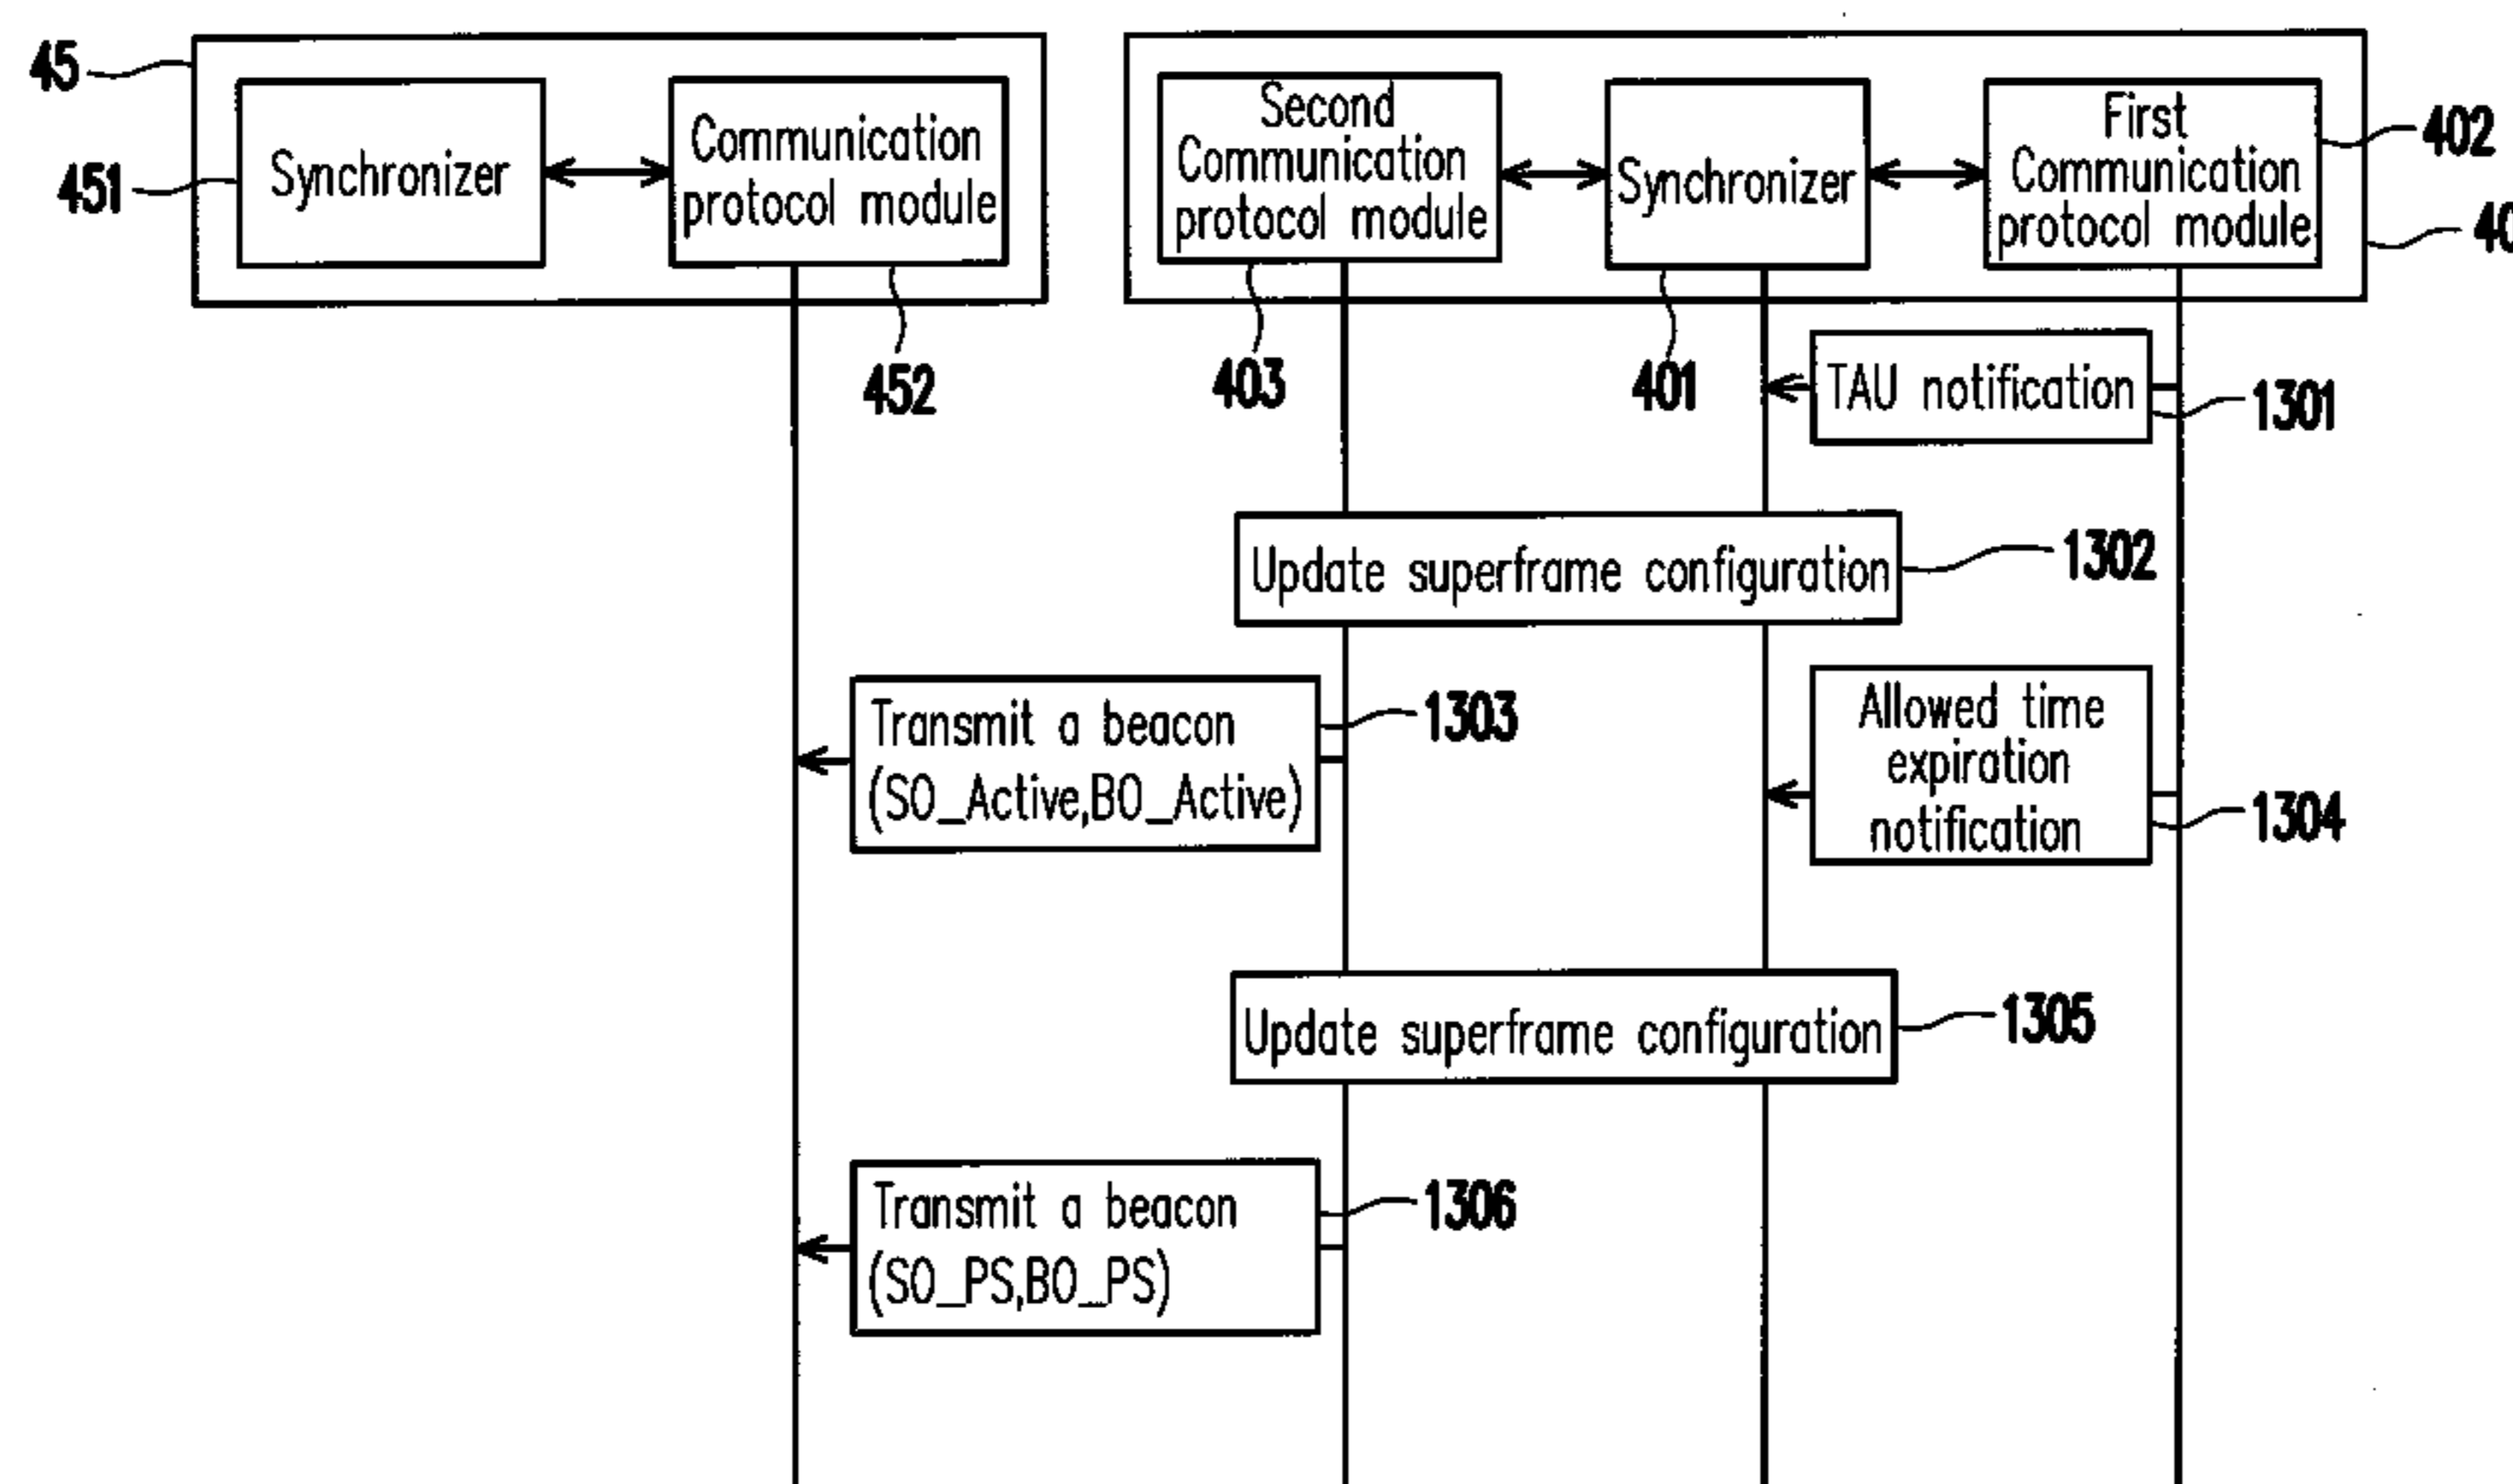 45
451
Synchronizer
Communication
protocol module
452
Second
Communication
protocol module
403
Synchronizer
401
First
Communication
protocol module
402
40
TAU notification
1301
Update superframe configuration
1302
Transmit a beacon
(SO_Active,BO_Active)
1303
Allowed time
expiration
notification
1304
Update superframe configuration
1305
Transmit a beacon
(SO_PS,BO_PS)
1306